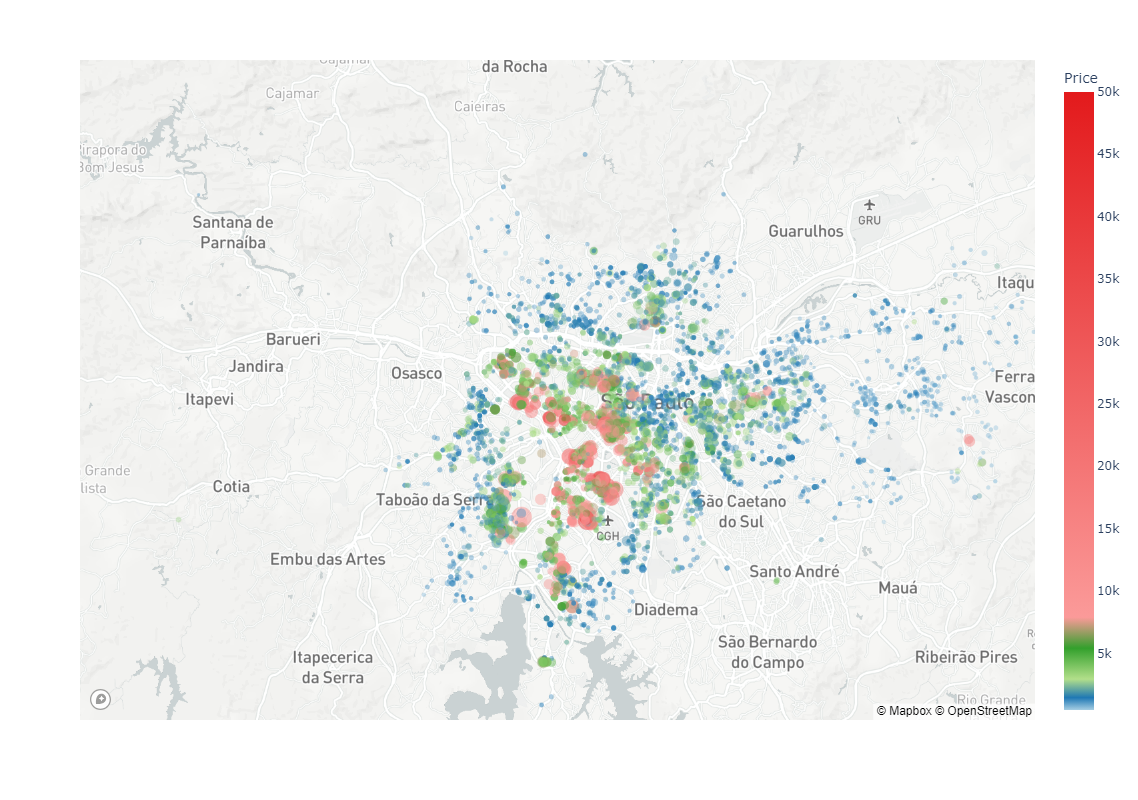 Cajamar
da Rocha
Price
50k
Cajamar
Caieiras
45k
Pirapora do
Bom Jesus
40k
GRU
Santana de
Parnaíba
Guarulhos
35k
Itaqu
Barueri
30k
Jandira
Osasco
Ferra
Vascon
Itapevi
São Paulo
25k
Grande
lista
20k
Cotia
Taboão da Serr
São Caetano
do Sul
15k
CGH
Embu das Artes
Santo André
10k
Mauá
Diadema
São Bernardo
do Campo
5k
Itapecerica
da Serra
Ribeirão Pires
Rio Grande
© Mapbox © OpenStreetMap